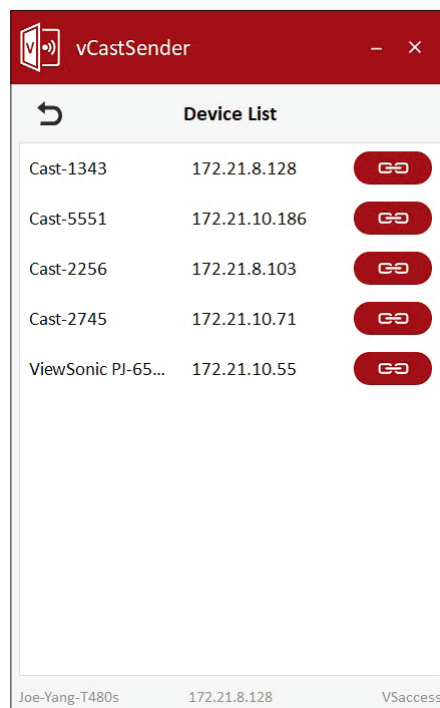 vCastSender
Device List
Cast-1343 172.21.8.128
Cast-5551 172.21.10.186
Cast-2256 172.21.8.103
Cast-2745 172.21.10.71
ViewSonic PJ-65... 172.21.10.55
Joe-Yang-T480s 172.21.8.128 VSaccess